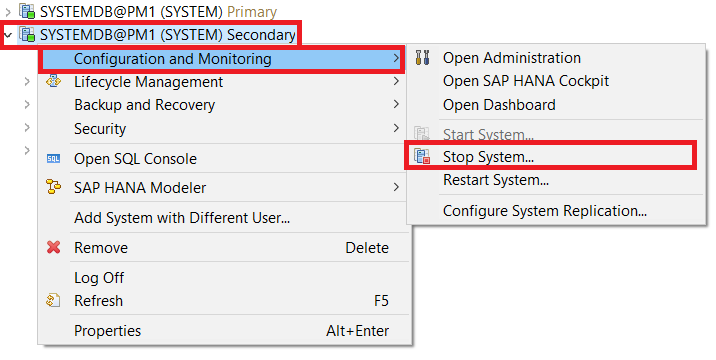 SYSTEMDB@PM1 (SYSTEM) Primary
SYSTEMDB@PM1 (SYSTEM) Secondary
Configuration and Monitoring
Lifecycle Management
Backup and Recovery
Security
Open SQL Console
SAP HANA Modeler
Add System with Different User...
Remove Delete
Log Off
Refresh F5
Properties Alt+Enter
Open Administration
Open SAP HANA Cockpit
Open Dashboard
Start System...
Stop System...
Restart System...
Configure System Replication...